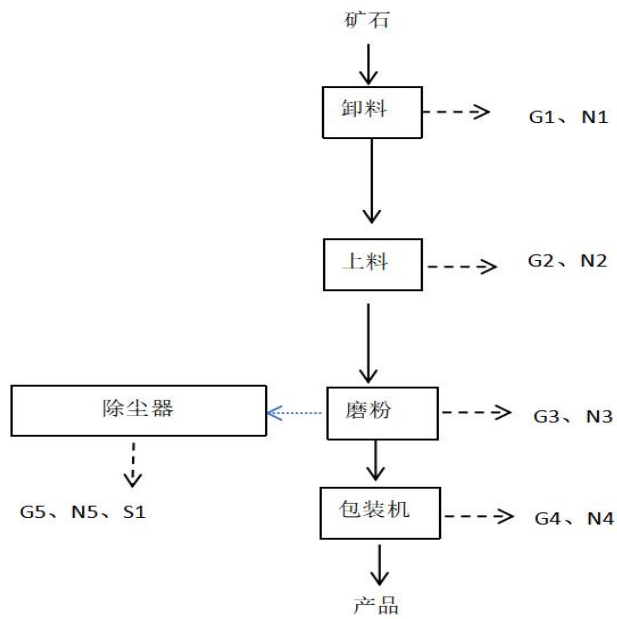 矿石
卸料
G1、N1
上料
G2、N2
除尘器
磨粉
G3、N3
G5、N5、S1
包装机
G4、N4
产品